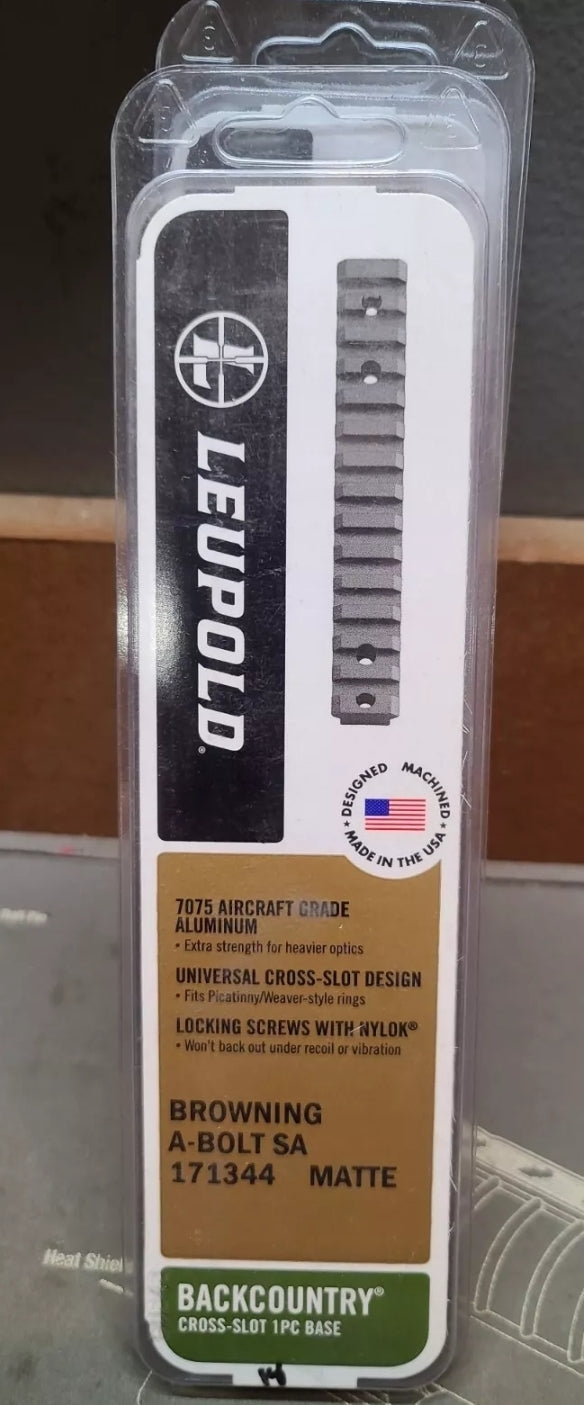 LEUPOLD®
DESIGNED MACHINED
MADE IN THE USA
7075 AIRCRAFT GRADE
ALUMINUM
• Extra strength for heavier optics
UNIVERSAL CROSS-SLOT DESIGN
• Fits Picatinny/Weaver-style rings
LOCKING SCREWS WITH NYLOK®
• Won't back out under recoil or vibration
BROWNING
A-BOLT SA
171344 MATTE
Heat Shiel
BACKCOUNTRY®
CROSS-SLOT 1PC BASE